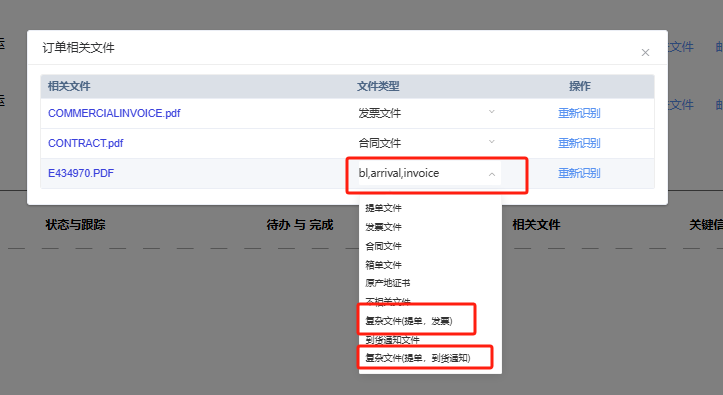 订单相关文件
×
相关文件 文件类型 操作
COMMERCIALINVOICE.pdf 发票文件 重新识别
CONTRACT.pdf 合同文件 重新识别
E434970.PDF bl,arrival,invoice 重新识别
提单文件
发票文件
合同文件
箱单文件
原产地证书
不相关文件
复杂文件(提单，发票)
到货通知文件
复杂文件(提单，到货通知)
运
文件 邮
运
文件 邮
状态与跟踪 待办 与 完成 相关文件 关键信